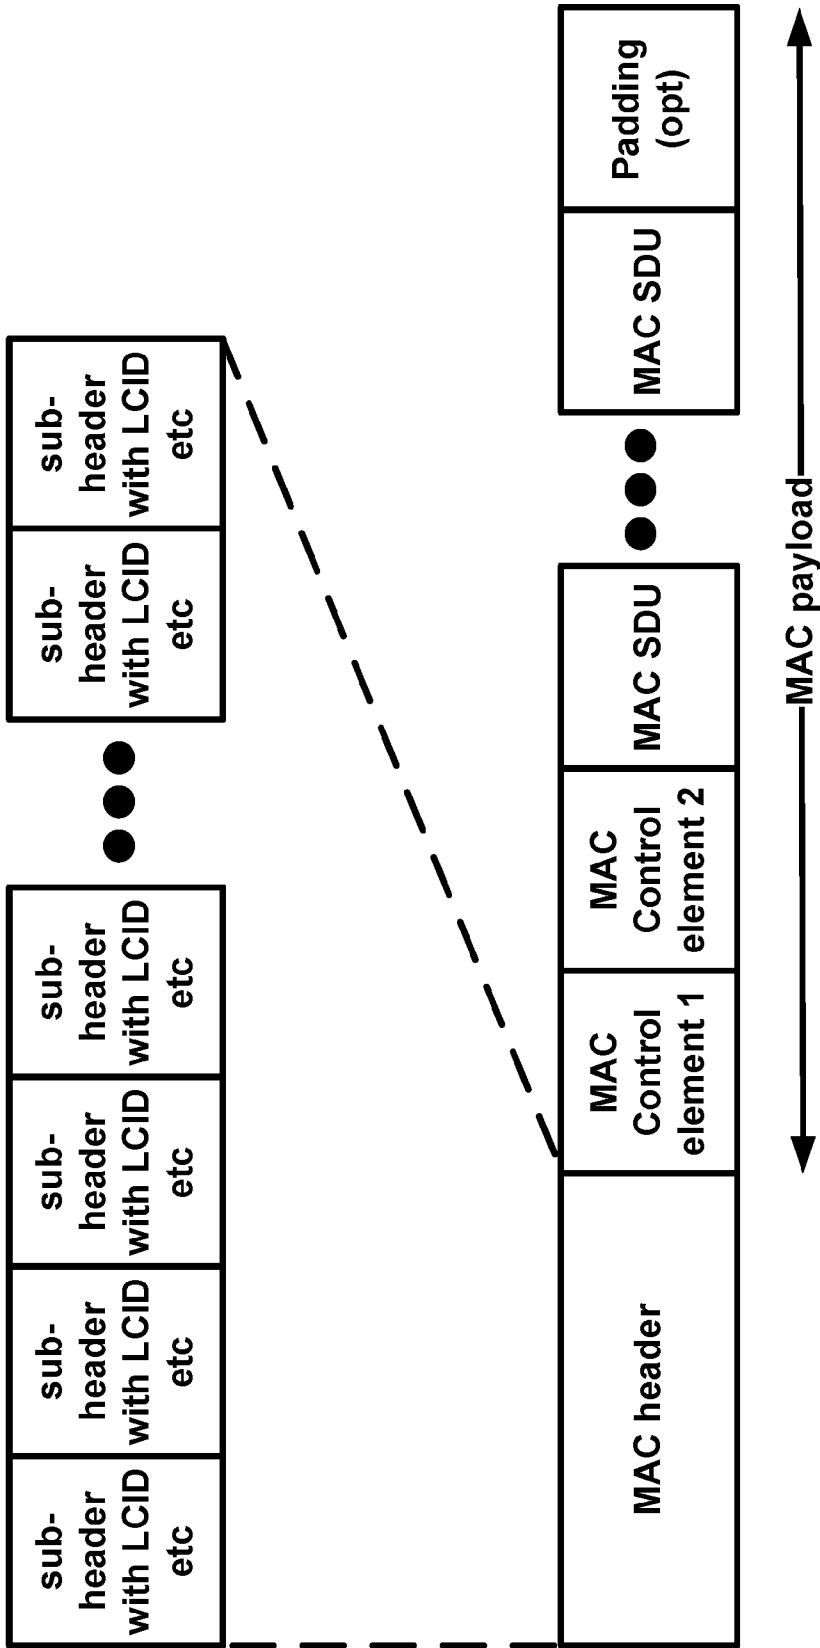 sub-
header
with LCID
etc
sub-
header
with LCID
etc
sub-
header
with LCID
etc
sub-
header
with LCID
etc
sub-
header
with LCID
etc
sub-
header
with LCID
etc
MAC header
MAC
Control
element 1
MAC
Control
element 2
MAC SDU
MAC SDU
Padding
(opt)
MAC payload